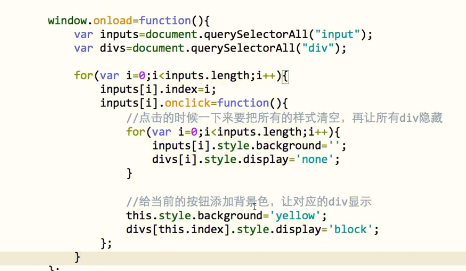 window.onload=function(){
var inputs=document.querySelectorAll("input");
var divs=document.querySelectorAll("div");
for(var i=0;i<inputs.length;i++){
inputs[i].index=i;
inputs[i].onclick=function(){
//点击的时候一下来要把所有的样式清空，再让所有div隐藏
for(var i=0;i<inputs.length;i++){
inputs[i].style.background='';
divs[i].style.display='none';
}
//给当前的按钮添加背景色，让对应的div显示
this.style.background='yellow';
divs[this.index].style.display='block';
};
}
};